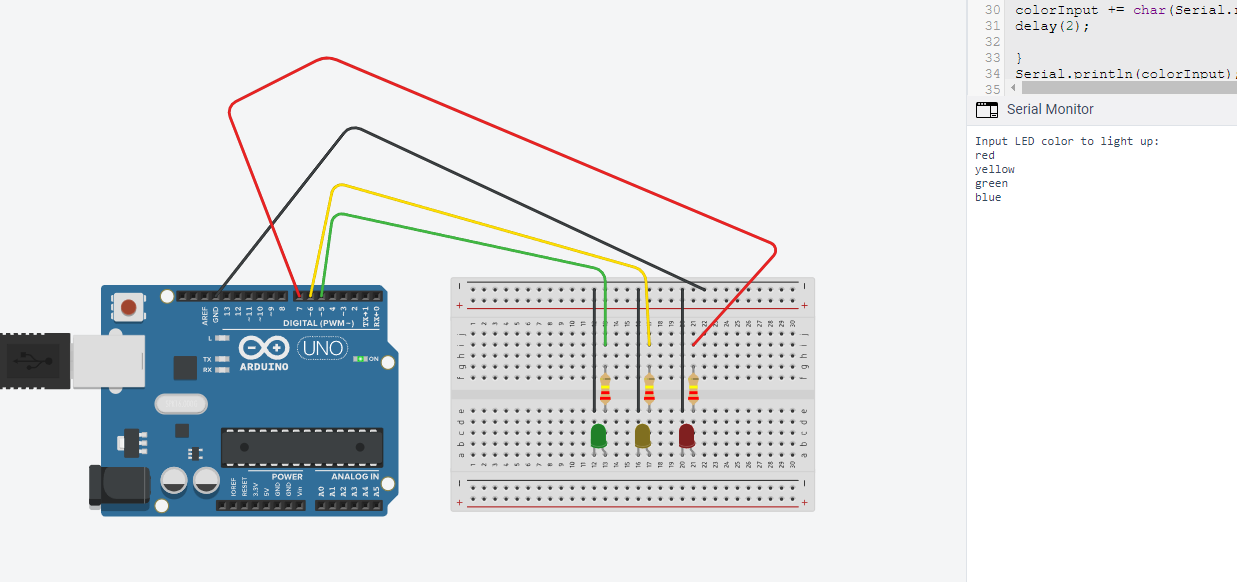 30 colorInput += char(Serial.
31 delay(2);
32
33 }
34 Serial.println(colorInput);
35
Serial Monitor
Input LED color to light up:
red
yellow
green
blue
AREF
GND
13
12
~11
~10
~9
8
7
~6
~5
4
~3
2
TX→1
RX←0
DIGITAL (PWM~)
L
TX
RX
UNO
ARDUINO
ON
POWER
ANALOG IN
IOREF
RESET
3.3V
5V
GND
GND
Vin
A0
A1
A2
A3
A4
A5
- -
+ +
1 2 3 4 5 6 7 8 9 10 11 12 13 14 15 16 17 18 19 20 21 22 23 24 25 26 27 28 29 30
j j
i i
h h
g g
f f
e e
d d
c c
b b
a a
1 2 3 4 5 6 7 8 9 10 11 12 13 14 15 16 17 18 19 20 21 22 23 24 25 26 27 28 29 30
- -
+ +